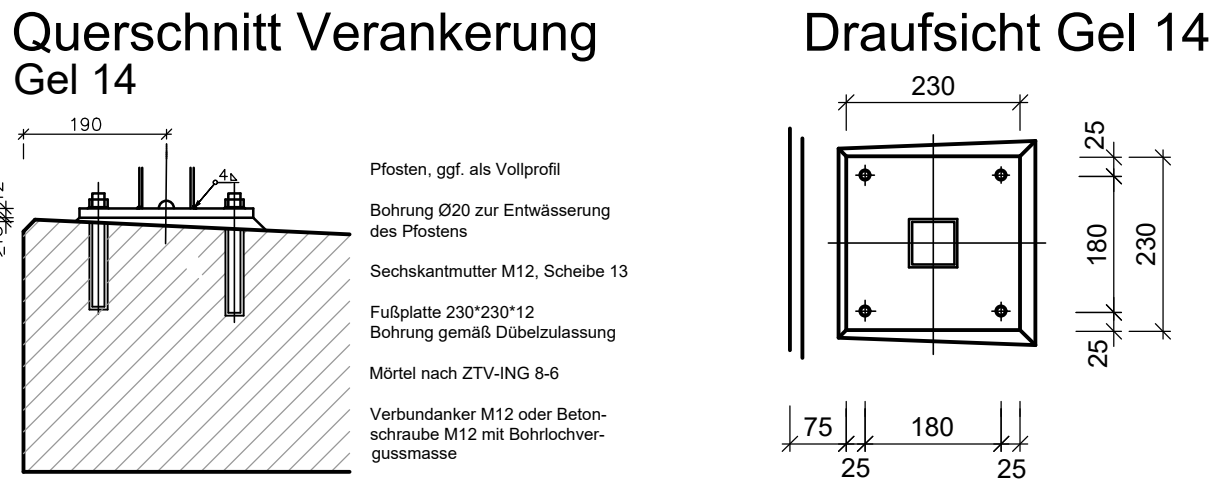 Querschnitt Verankerung
Gel 14
190
4
Pfosten, ggf. als Vollprofil
Bohrung Ø20 zur Entwässerung
des Pfostens
Sechskantmutter M12, Scheibe 13
Fußplatte 230*230*12
Bohrung gemäß Dübelzulassung
Mörtel nach ZTV-ING 8-6
Verbundanker M12 oder Beton-
schraube M12 mit Bohrlochver-
gussmasse
Draufsicht Gel 14
230
25
180
230
25
75
180
25
25